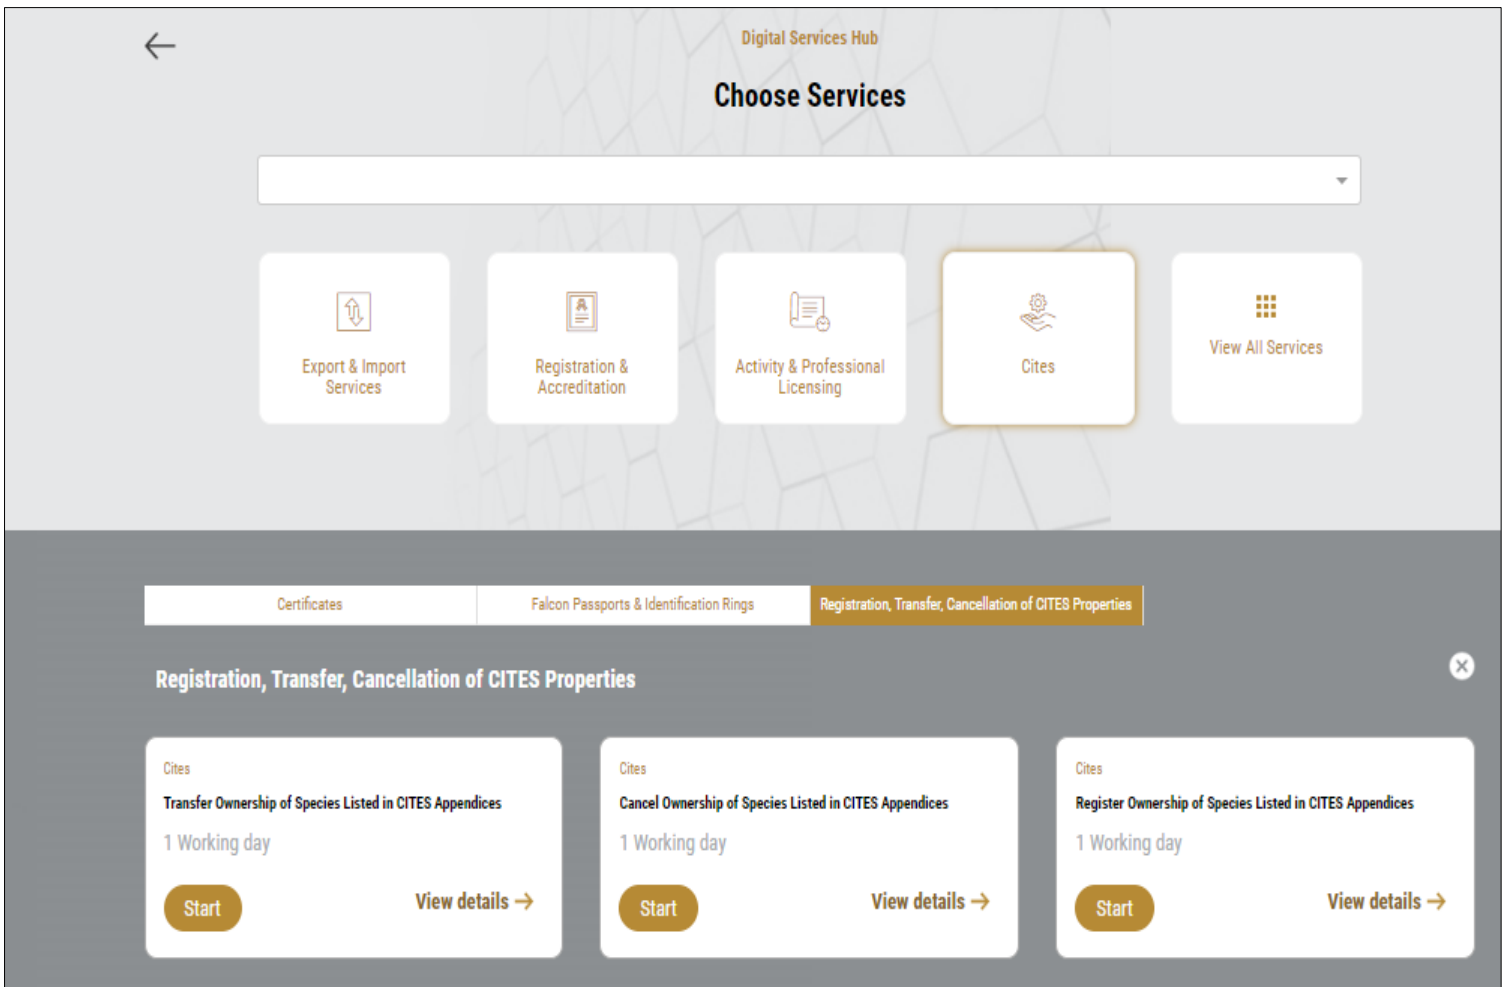 Digital Services Hub
Choose Services
Export & Import
Services
Registration &
Accreditation
Activity & Professional
Licensing
Cites
View All Services
Certificates
Falcon Passports & Identification Rings
Registration, Transfer, Cancellation of CITES Properties
Registration, Transfer, Cancellation of CITES Properties
Cites
Transfer Ownership of Species Listed in CITES Appendices
1 Working day
Start
View details
Cites
Cancel Ownership of Species Listed in CITES Appendices
1 Working day
Start
View details
Cites
Register Ownership of Species Listed in CITES Appendices
1 Working day
Start
View details